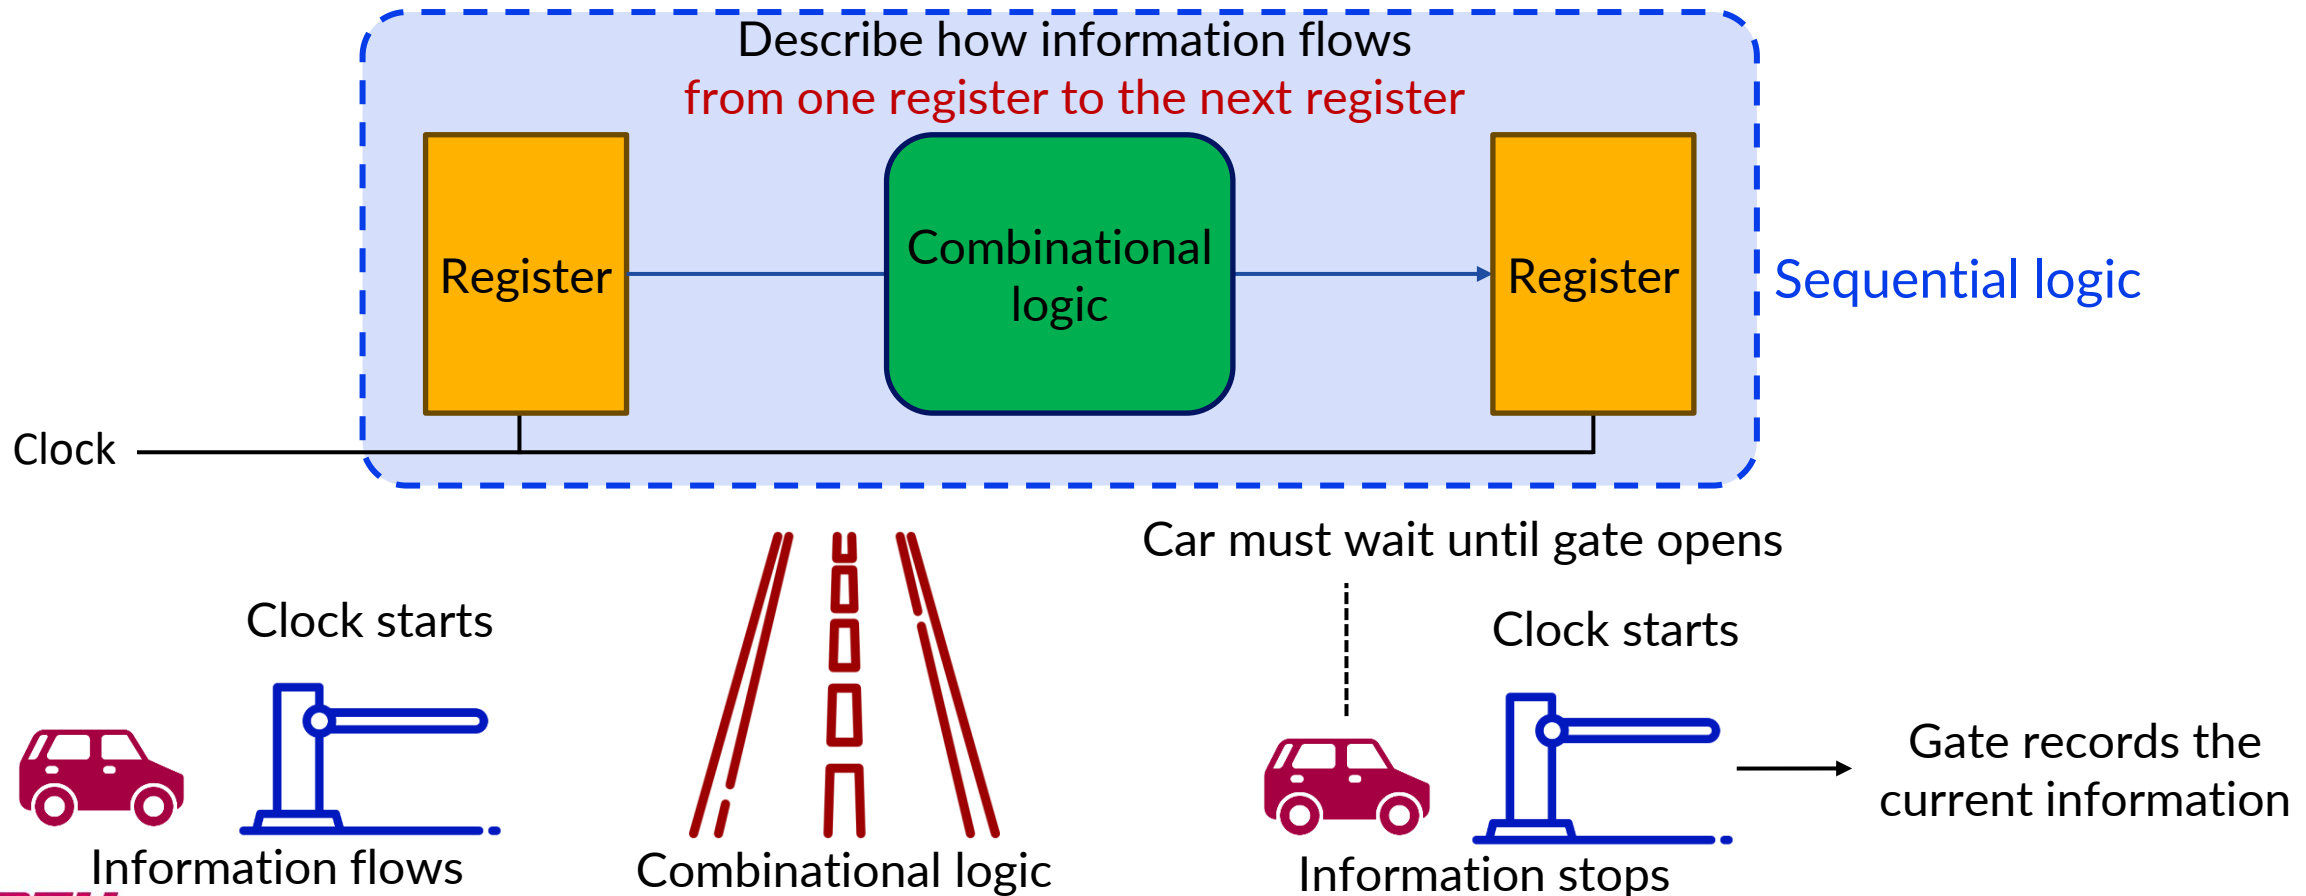 Describe how information flows
from one register to the next register
Register
Combinational
logic
Register
Sequential logic
Clock
Car must wait until gate opens
Clock starts
Clock starts
Gate records the
current information
Information flows
Combinational logic
Information stops